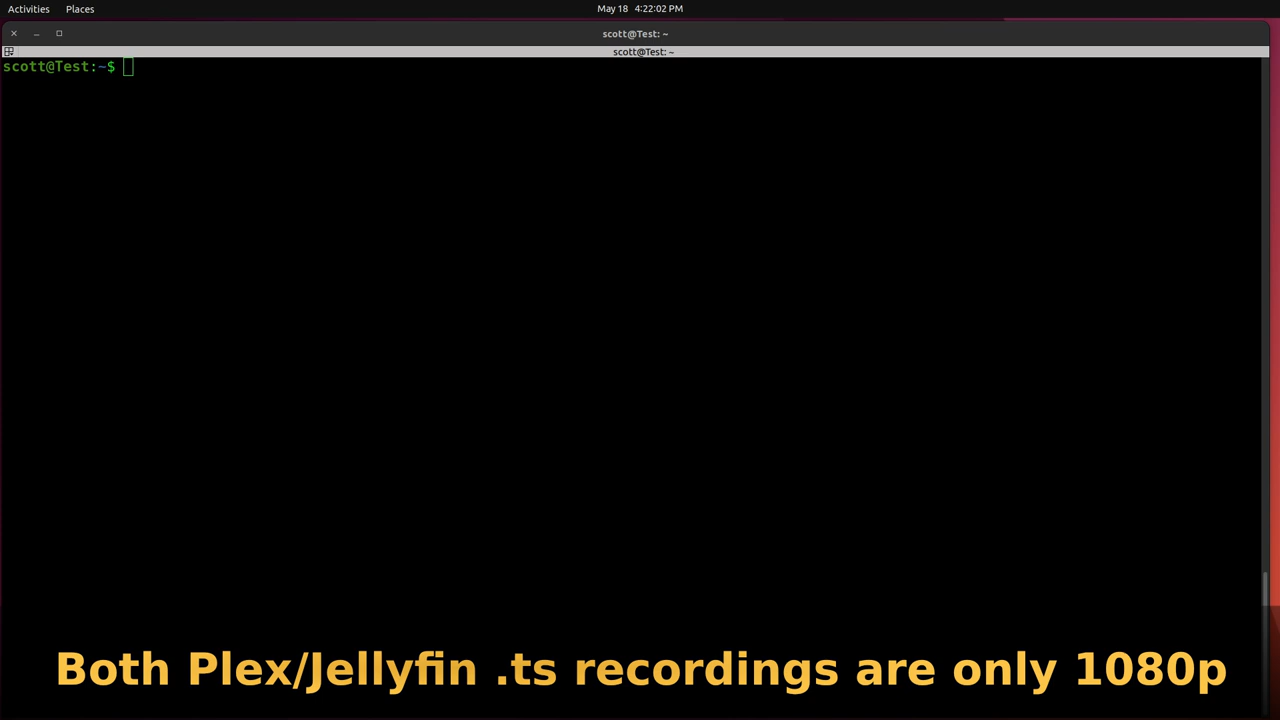 Activities Places May 18 4:22:02 PM
scott@Test: ~
scott@Test: ~
scott@Test:~$
Both Plex/Jellyfin .ts recordings are only 1080p